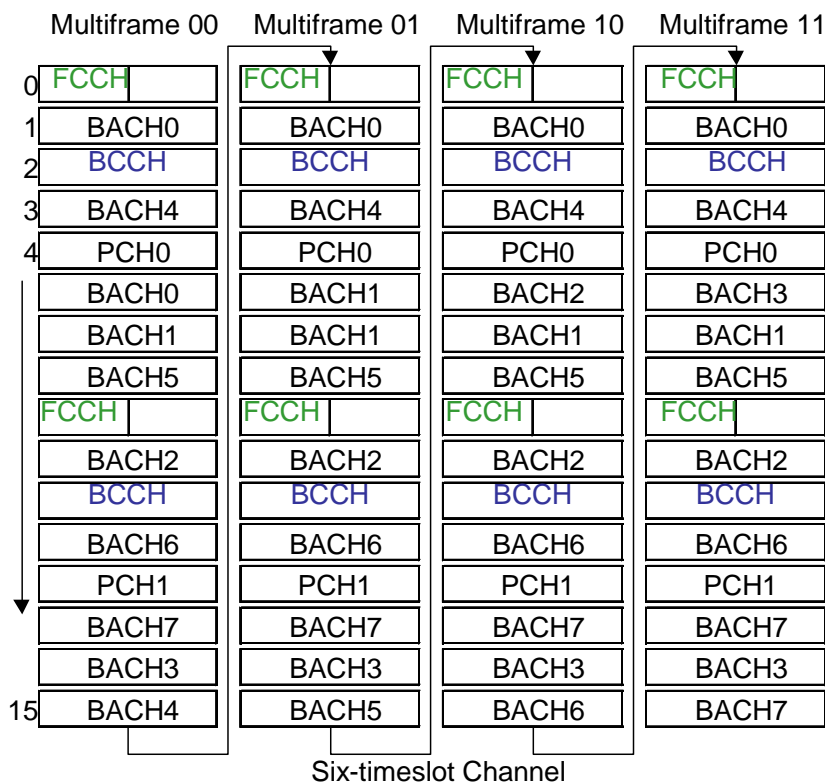 Multiframe 00 Multiframe 01 Multiframe 10 Multiframe 11
0 FCCH FCCH FCCH FCCH
1 BACH0 BACH0 BACH0 BACH0
2 BCCH BCCH BCCH BCCH
3 BACH4 BACH4 BACH4 BACH4
4 PCH0 PCH0 PCH0 PCH0
BACH0 BACH1 BACH2 BACH3
BACH1 BACH1 BACH1 BACH1
BACH5 BACH5 BACH5 BACH5
FCCH FCCH FCCH FCCH
BACH2 BACH2 BACH2 BACH2
BCCH BCCH BCCH BCCH
BACH6 BACH6 BACH6 BACH6
PCH1 PCH1 PCH1 PCH1
BACH7 BACH7 BACH7 BACH7
BACH3 BACH3 BACH3 BACH3
15 BACH4 BACH5 BACH6 BACH7
Six-timeslot Channel